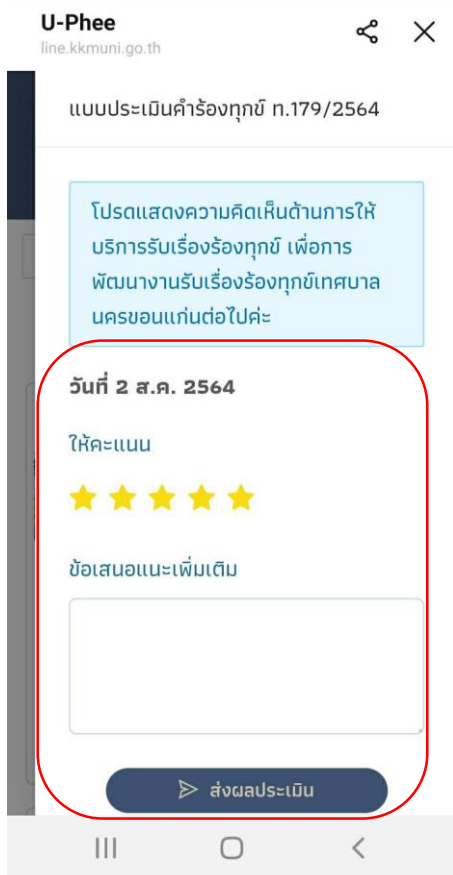 U-Phee
line.kkmuni.go.th
แบบประเมินคำร้องทุกข์ ท.179/2564
โปรดแสดงความคิดเห็นด้านการให้
บริการรับเรื่องร้องทุกข์ เพื่อการ
พัฒนางานรับเรื่องร้องทุกข์เทศบาล
นครขอนแก่นต่อไปค่ะ
วันที่ 2 ส.ค. 2564
ให้คะแนน
ข้อเสนอแนะเพิ่มเติม
ส่งผลประเมิน